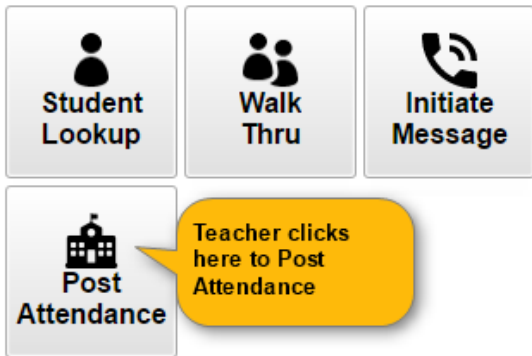 Student
Lookup
Walk
Thru
Initiate
Message
Post
Attendance
Teacher clicks
here to Post
Attendance